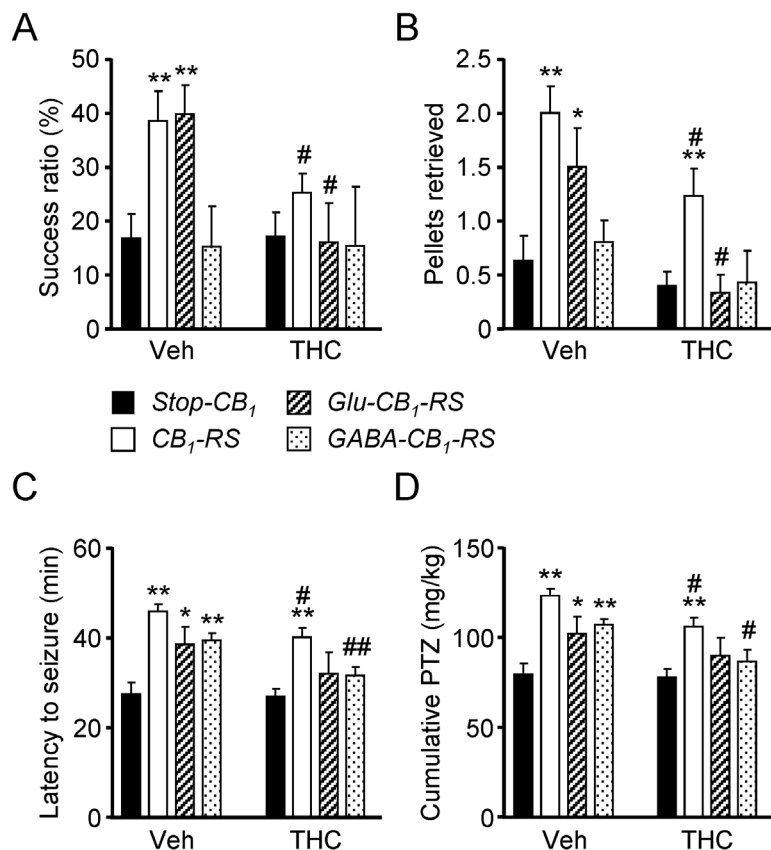 A
Success ratio (%)
50
40
30
20
10
0
** **
# #
Veh THC
B
Pellets retrieved
2.5
2.0
1.5
1.0
0.5
0
**
*
#
**
#
Veh THC
Stop-CB₁ Glu-CB₁-RS
CB₁-RS GABA-CB₁-RS
C
Latency to seizure (min)
60
40
20
0
** * **
#
**
##
Veh THC
D
Cumulative PTZ (mg/kg)
150
100
50
0
** * **
#
**
#
Veh THC